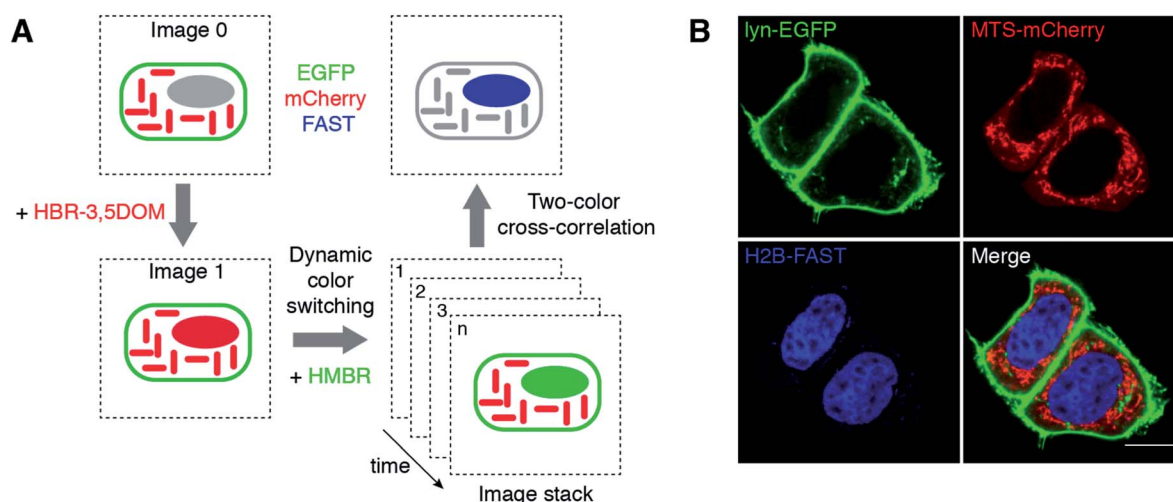 A
Image 0
EGFP
mCherry
FAST
+ HBR-3,5DOM
Two-color
cross-correlation
Image 1
Dynamic
color
switching
+ HMBR
1
2
3
n
time
Image stack
B
lyn-EGFP
MTS-mCherry
H2B-FAST
Merge